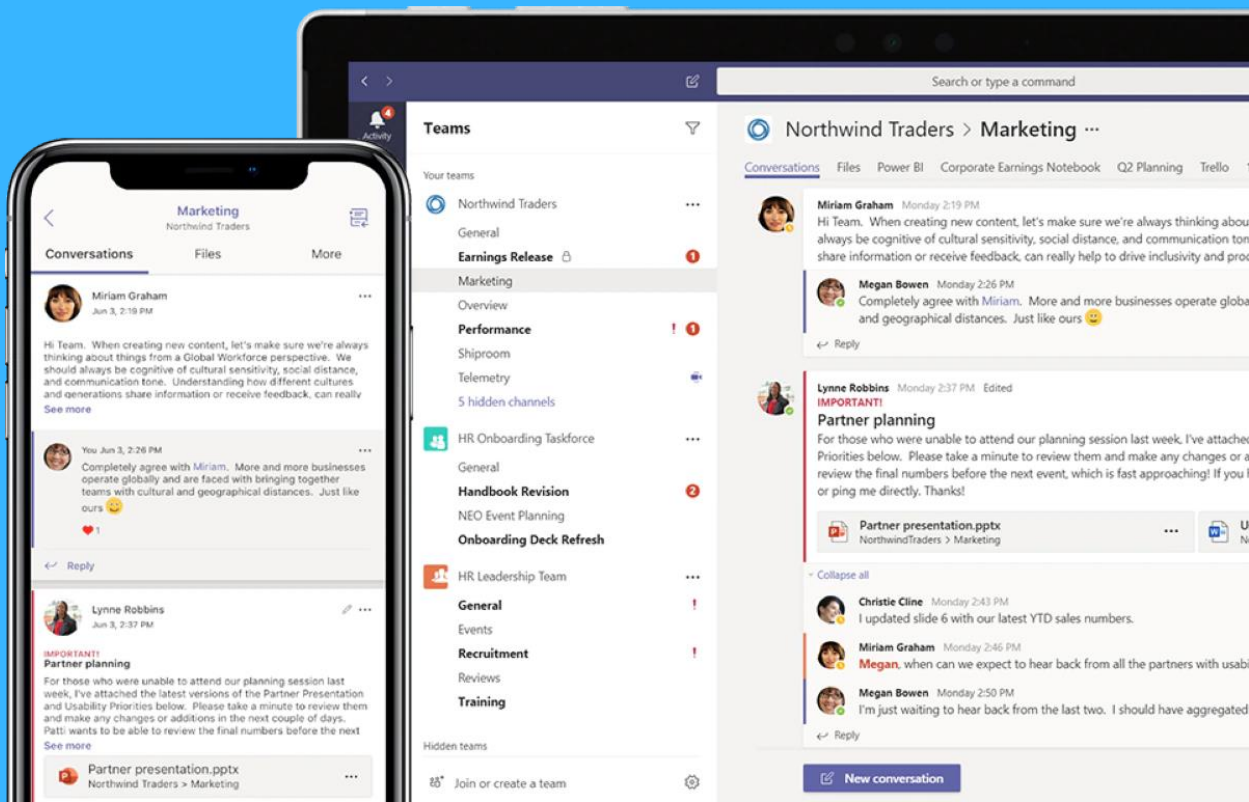 Marketing
Northwind Traders
Conversations Files More
Miriam Graham
Jun 3, 2:19 PM
Hi Team. When creating new content, let's make sure we're always
thinking about things from a Global Workforce perspective. We
should always be cognitive of cultural sensitivity, social distance,
and communication tone. Understanding how different cultures
and generations share information or receive feedback, can really
See more
You Jun 3, 2:26 PM
Completely agree with Miriam. More and more businesses
operate globally and are faced with bringing together
teams with cultural and geographical distances. Just like
ours
1
Reply
Lynne Robbins
Jun 3, 2:37 PM
IMPORTANT!
Partner planning
For those who were unable to attend our planning session last
week, I've attached the latest versions of the Partner Presentation
and Usability Priorities below. Please take a minute to review them
and make any changes or additions in the next couple of days.
Patti wants to be able to review the final numbers before the next
See more
Partner presentation.pptx
Northwind Traders > Marketing
Search or type a command
4
Activity
Teams
Your teams
Northwind Traders
General
Earnings Release 1
Marketing
Overview
Performance ! 1
Shiproom
Telemetry
5 hidden channels
HR Onboarding Taskforce
General
Handbook Revision 2
NEO Event Planning
Onboarding Deck Refresh
HR Leadership Team
General !
Events
Recruitment !
Reviews
Training
Hidden teams
Join or create a team
Northwind Traders > Marketing
Conversations Files Power BI Corporate Earnings Notebook Q2 Planning Trello
Miriam Graham Monday 2:19 PM
Hi Team. When creating new content, let's make sure we're always thinking abou
always be cognitive of cultural sensitivity, social distance, and communication ton
share information or receive feedback, can really help to drive inclusivity and proc
Megan Bowen Monday 2:26 PM
Completely agree with Miriam. More and more businesses operate globa
and geographical distances. Just like ours
Reply
Lynne Robbins Monday 2:37 PM Edited
IMPORTANT!
Partner planning
For those who were unable to attend our planning session last week, I've attached
Priorities below. Please take a minute to review them and make any changes or a
review the final numbers before the next event, which is fast approaching! If you
or ping me directly. Thanks!
Partner presentation.pptx
NorthwindTraders > Marketing
Collapse all
Christie Cline Monday 2:43 PM
I updated slide 6 with our latest YTD sales numbers.
Miriam Graham Monday 2:46 PM
Megan, when can we expect to hear back from all the partners with usabi
Megan Bowen Monday 2:50 PM
I'm just waiting to hear back from the last two. I should have aggregated
Reply
New conversation